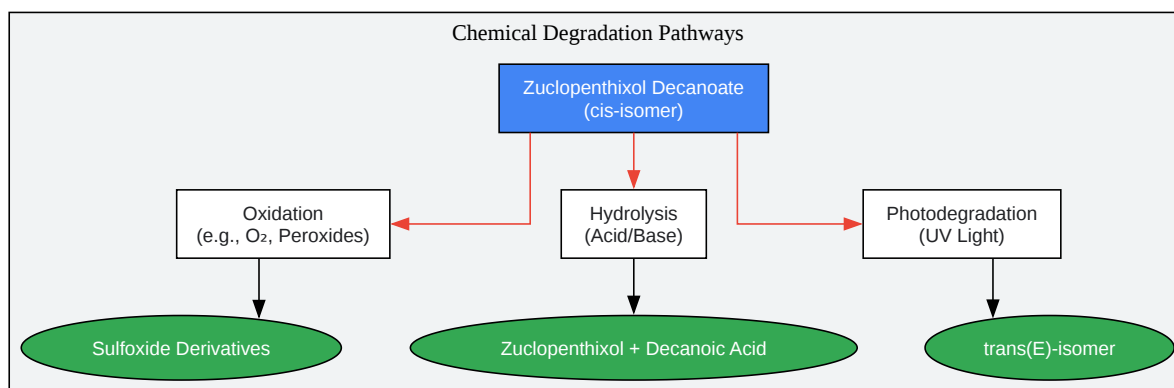 Chemical Degradation Pathways
Zuclopenthixol Decanoate
(cis-isomer)
Oxidation
(e.g., O₂, Peroxides)
Hydrolysis
(Acid/Base)
Photodegradation
(UV Light)
Sulfoxide Derivatives
Zuclopenthixol + Decanoic Acid
trans(E)-isomer